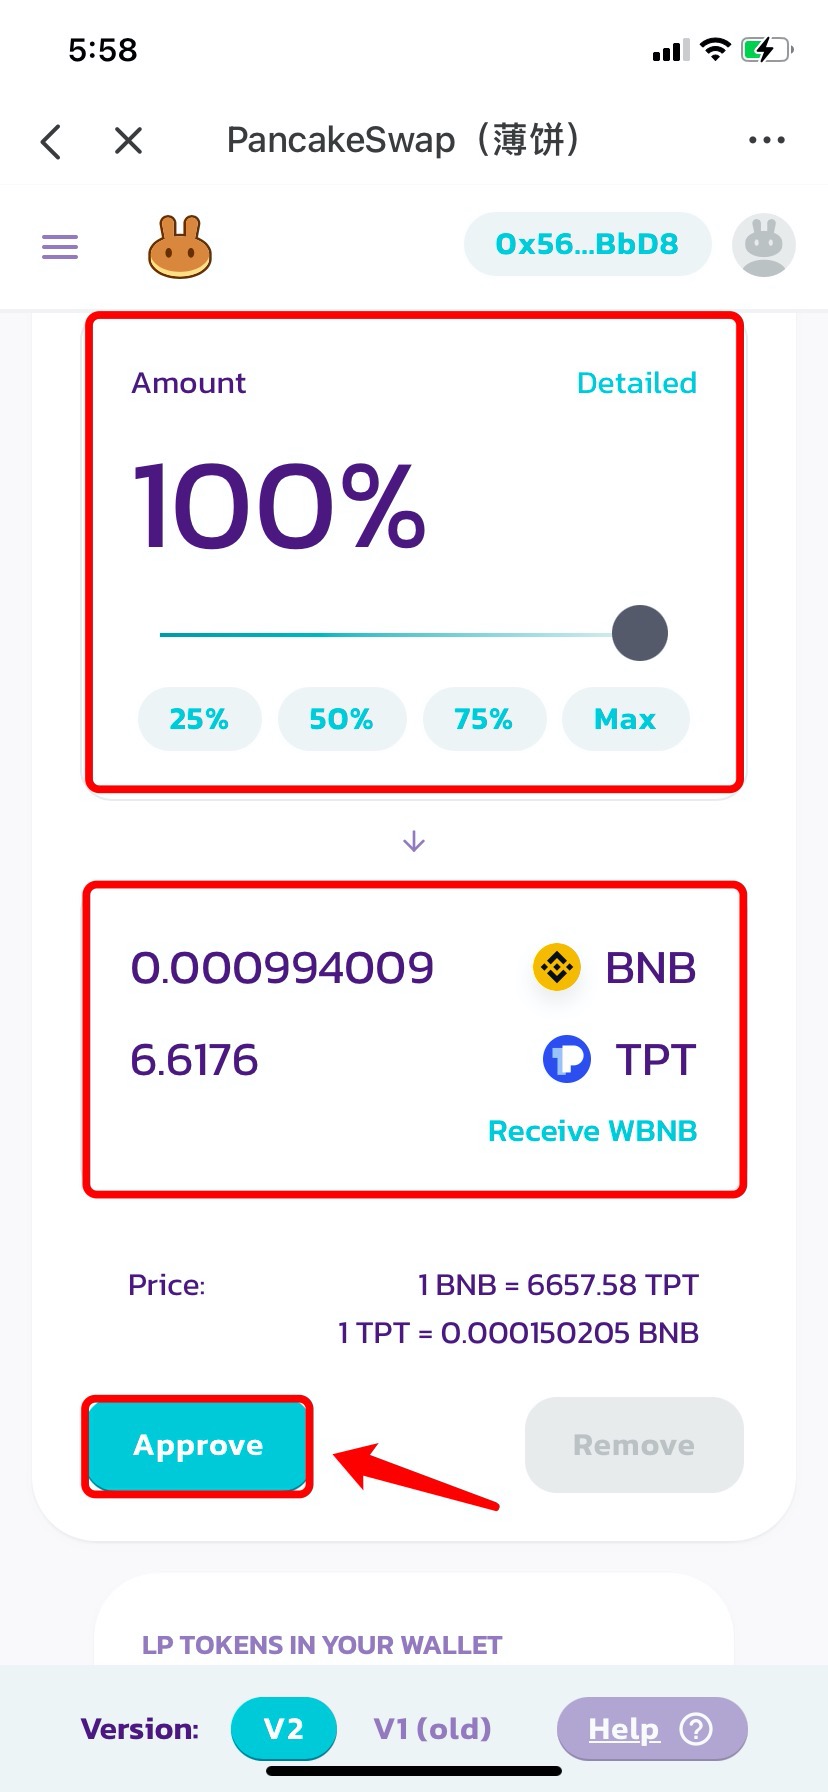 5:58
PancakeSwap（薄饼）
0x56...BbD8
Amount Detailed
100%
25% 50% 75% Max
0.000994009 BNB
6.6176 TPT
Receive WBNB
Price: 1 BNB = 6657.58 TPT
1 TPT = 0.000150205 BNB
Approve Remove
LP TOKENS IN YOUR WALLET
Version: V2 V1 (old) Help ?